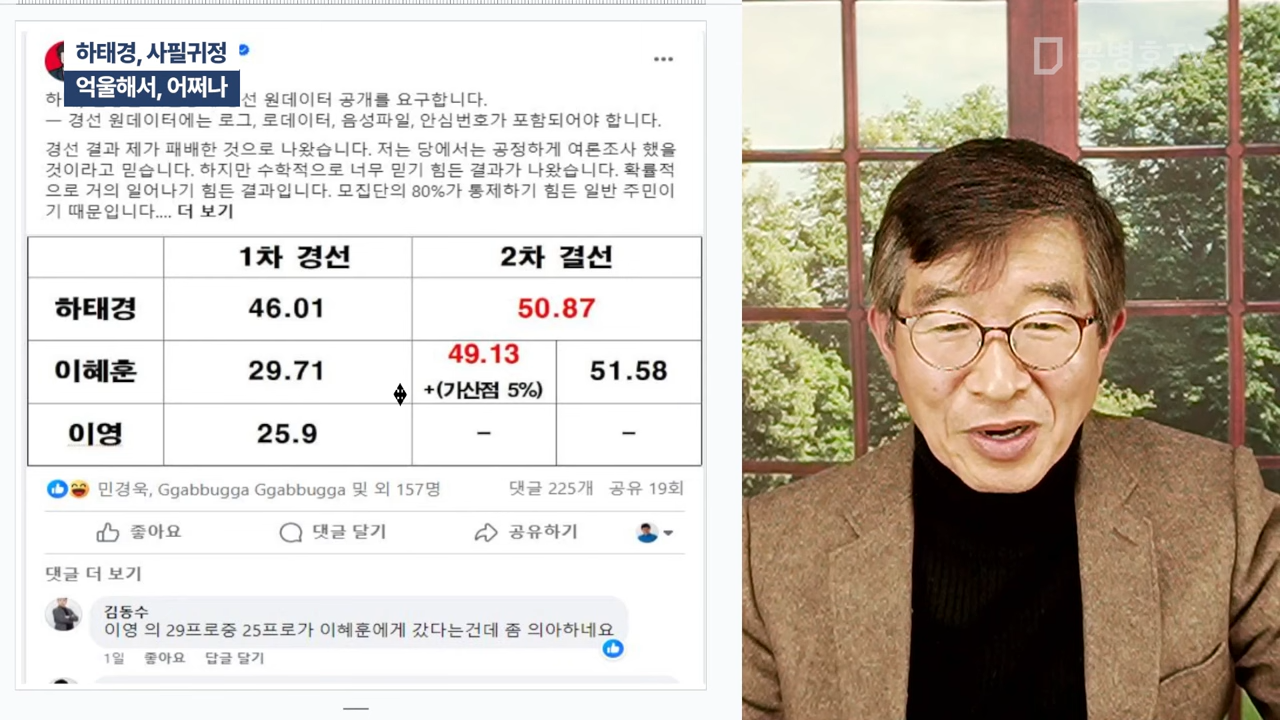 하태경, 사필귀정
억울해서, 어쩌나
선 원데이터 공개를 요구합니다.
— 경선 원데이터에는 로그, 로데이터, 음성파일, 안심번호가 포함되어야 합니다.
경선 결과 제가 패배한 것으로 나왔습니다. 저는 당에서는 공정하게 여론조사 했을
것이라고 믿습니다. 하지만 수학적으로 너무 믿기 힘든 결과가 나왔습니다. 확률적
으로 거의 일어나기 힘든 결과입니다. 모집단의 80%가 통제하기 힘든 일반 주민이
기 때문입니다.... 더 보기
1차 경선 2차 결선
하태경 46.01 50.87
이혜훈 29.71 49.13 +(가산점 5%) 51.58
이영 25.9 – –
민경욱, Ggabbugga Ggabbugga 및 외 157명 댓글 225개 공유 19회
좋아요 댓글 달기 공유하기
댓글 더 보기
김동수
이영 의 29프로중 25프로가 이혜훈에게 갔다는건데 좀 의아하네요
1일 좋아요 답글 달기
공병호